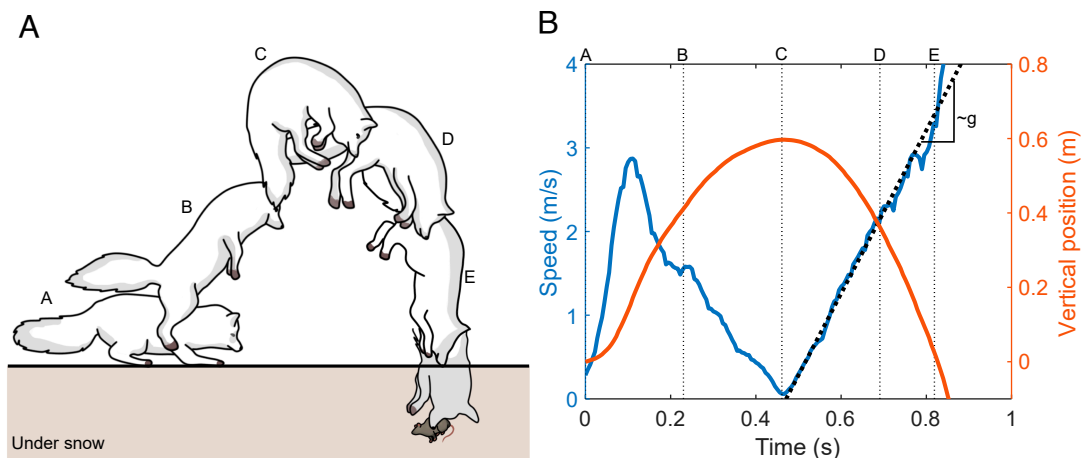 A
A
B
C
D
E
Under snow
B
A B C D E
Speed (m/s)
4
3
2
1
0
0 0.2 0.4 0.6 0.8 1
Time (s)
0.8
0.6
0.4
0.2
0
Vertical position (m)
~g